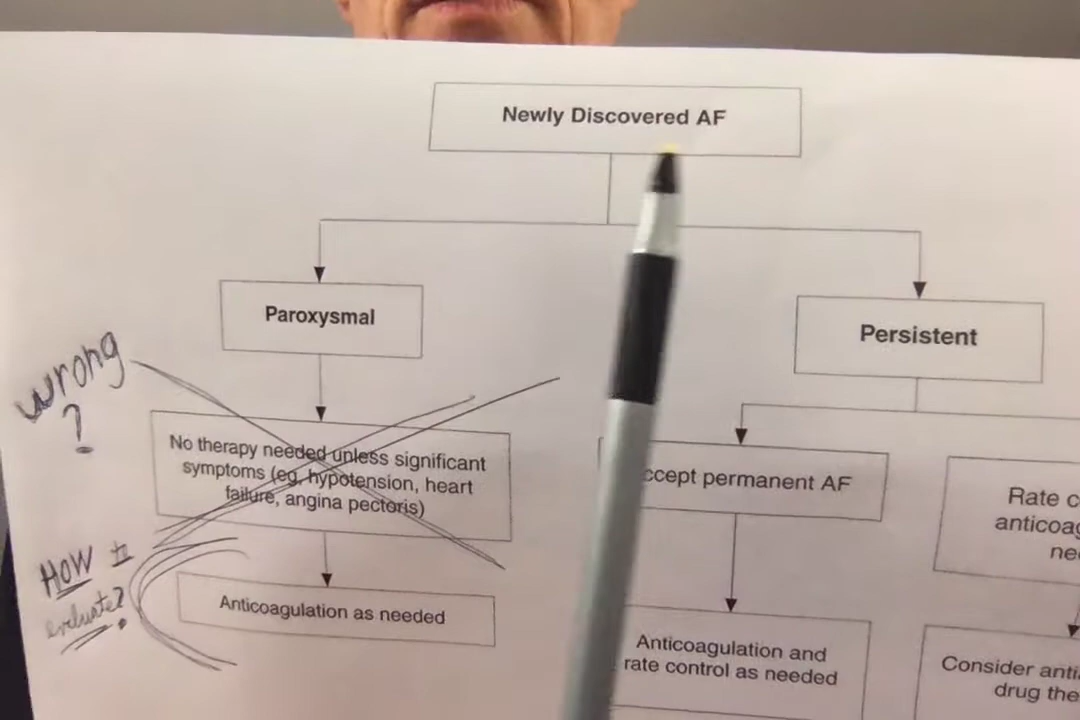 Newly Discovered AF
Paroxysmal
Persistent
wrong
?
No therapy needed unless significant
symptoms (eg, hypotension, heart
failure, angina pectoris)
ccept permanent AF
Rate c
anticoag
ne
HOW to
evaluate?
Anticoagulation as needed
Anticoagulation and
rate control as needed
Consider anti
drug the